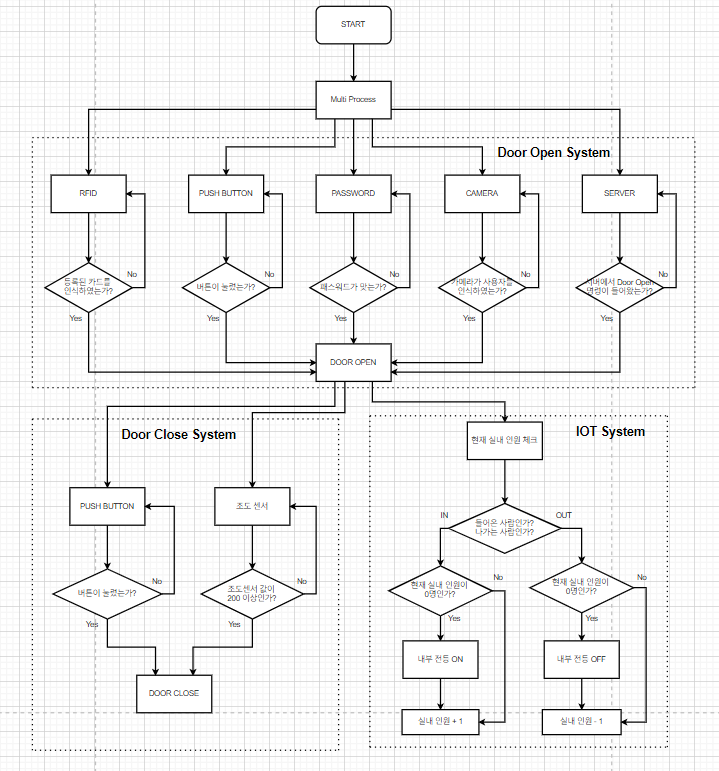 START
Multi Process
Door Open System
RFID
PUSH BUTTON
PASSWORD
CAMERA
SERVER
등록된 카드를
인식하였는가?
No
Yes
버튼이 눌렸는가?
No
Yes
패스워드가 맞는가?
No
Yes
카메라가 사용자를
인식하였는가?
No
Yes
서버에서 Door Open
명령이 들어왔는가?
No
Yes
DOOR OPEN
Door Close System
PUSH BUTTON
조도 센서
버튼이 눌렸는가?
No
Yes
조도센서 값이
200 이상인가?
No
Yes
DOOR CLOSE
IOT System
현재 실내 인원 체크
들어온 사람인가?
나가는 사람인가?
IN
OUT
현재 실내 인원이
0명인가?
No
Yes
현재 실내 인원이
0명인가?
No
Yes
내부 전등 ON
내부 전등 OFF
실내 인원 + 1
실내 인원 - 1